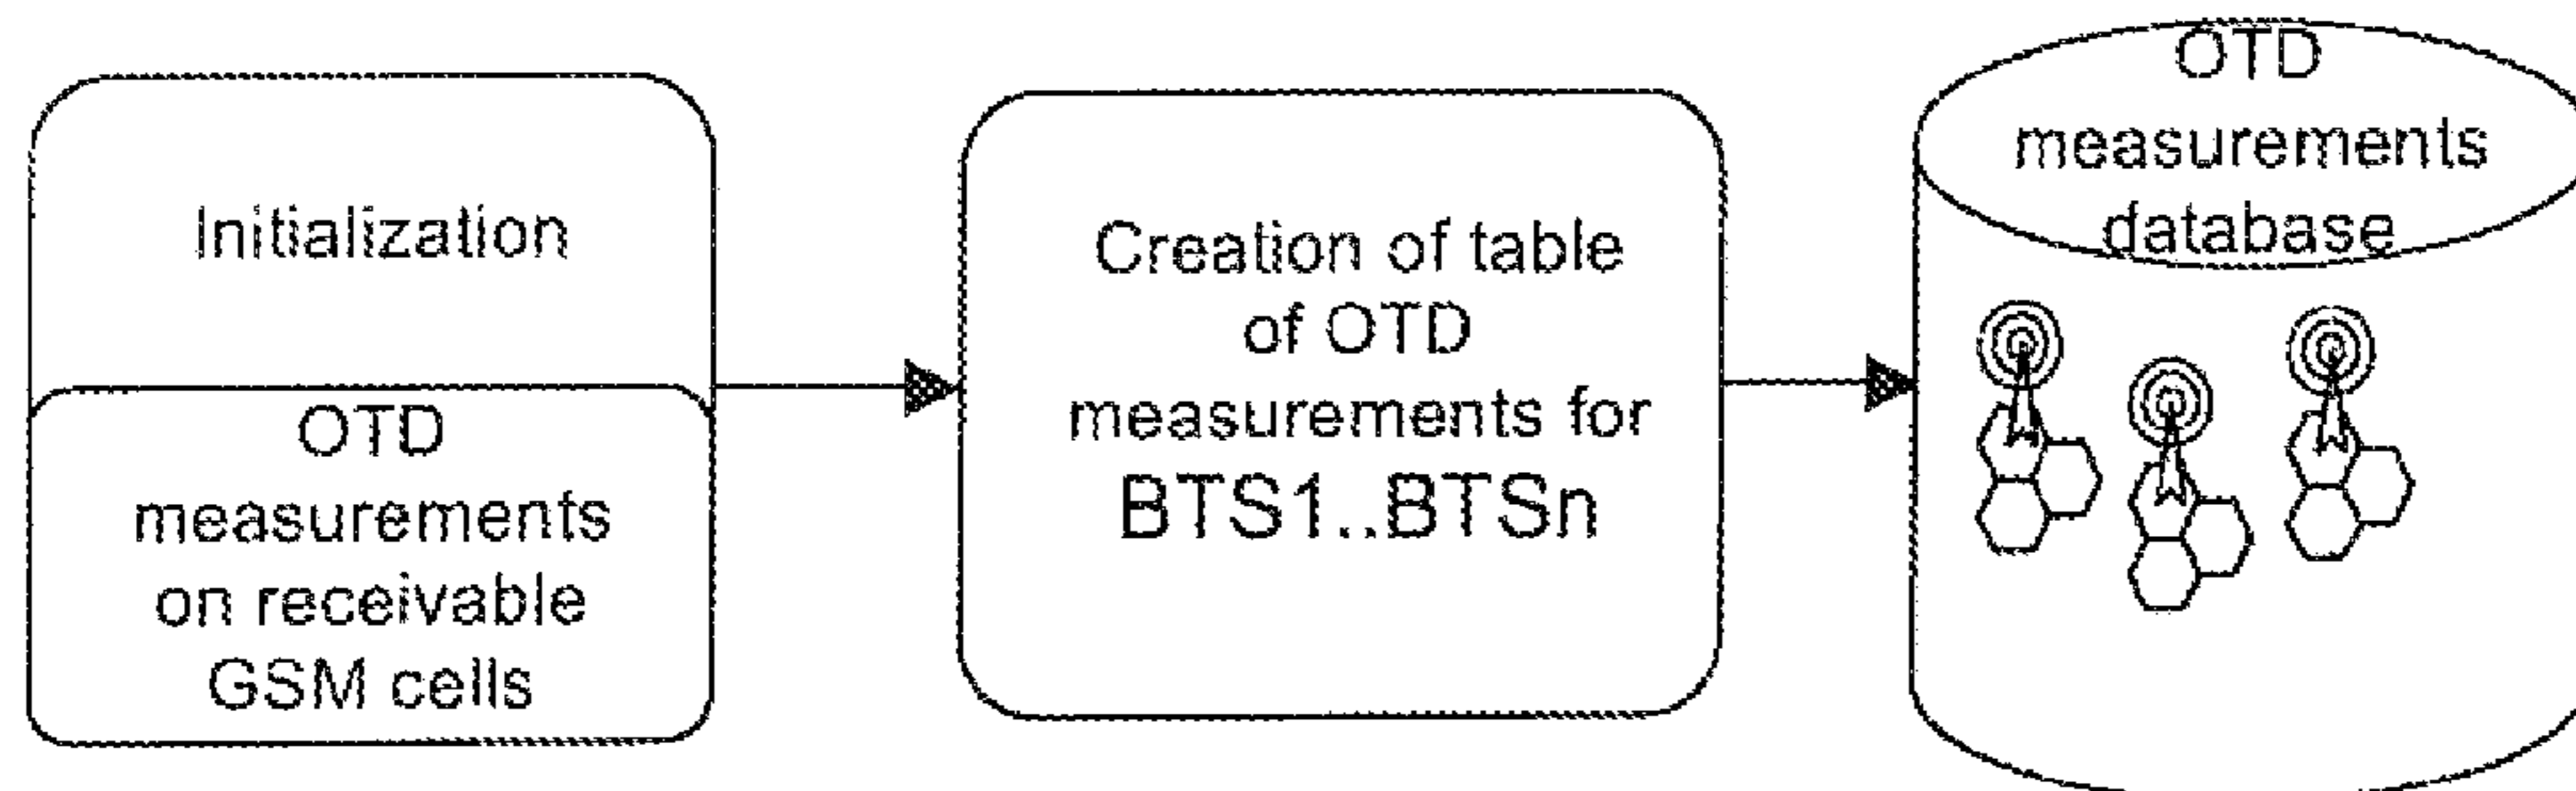 Initialization
OTD
measurements
on receivable
GSM cells
Creation of table
of OTD
measurements for
BTS1..BTSn
OTD
measurements
database